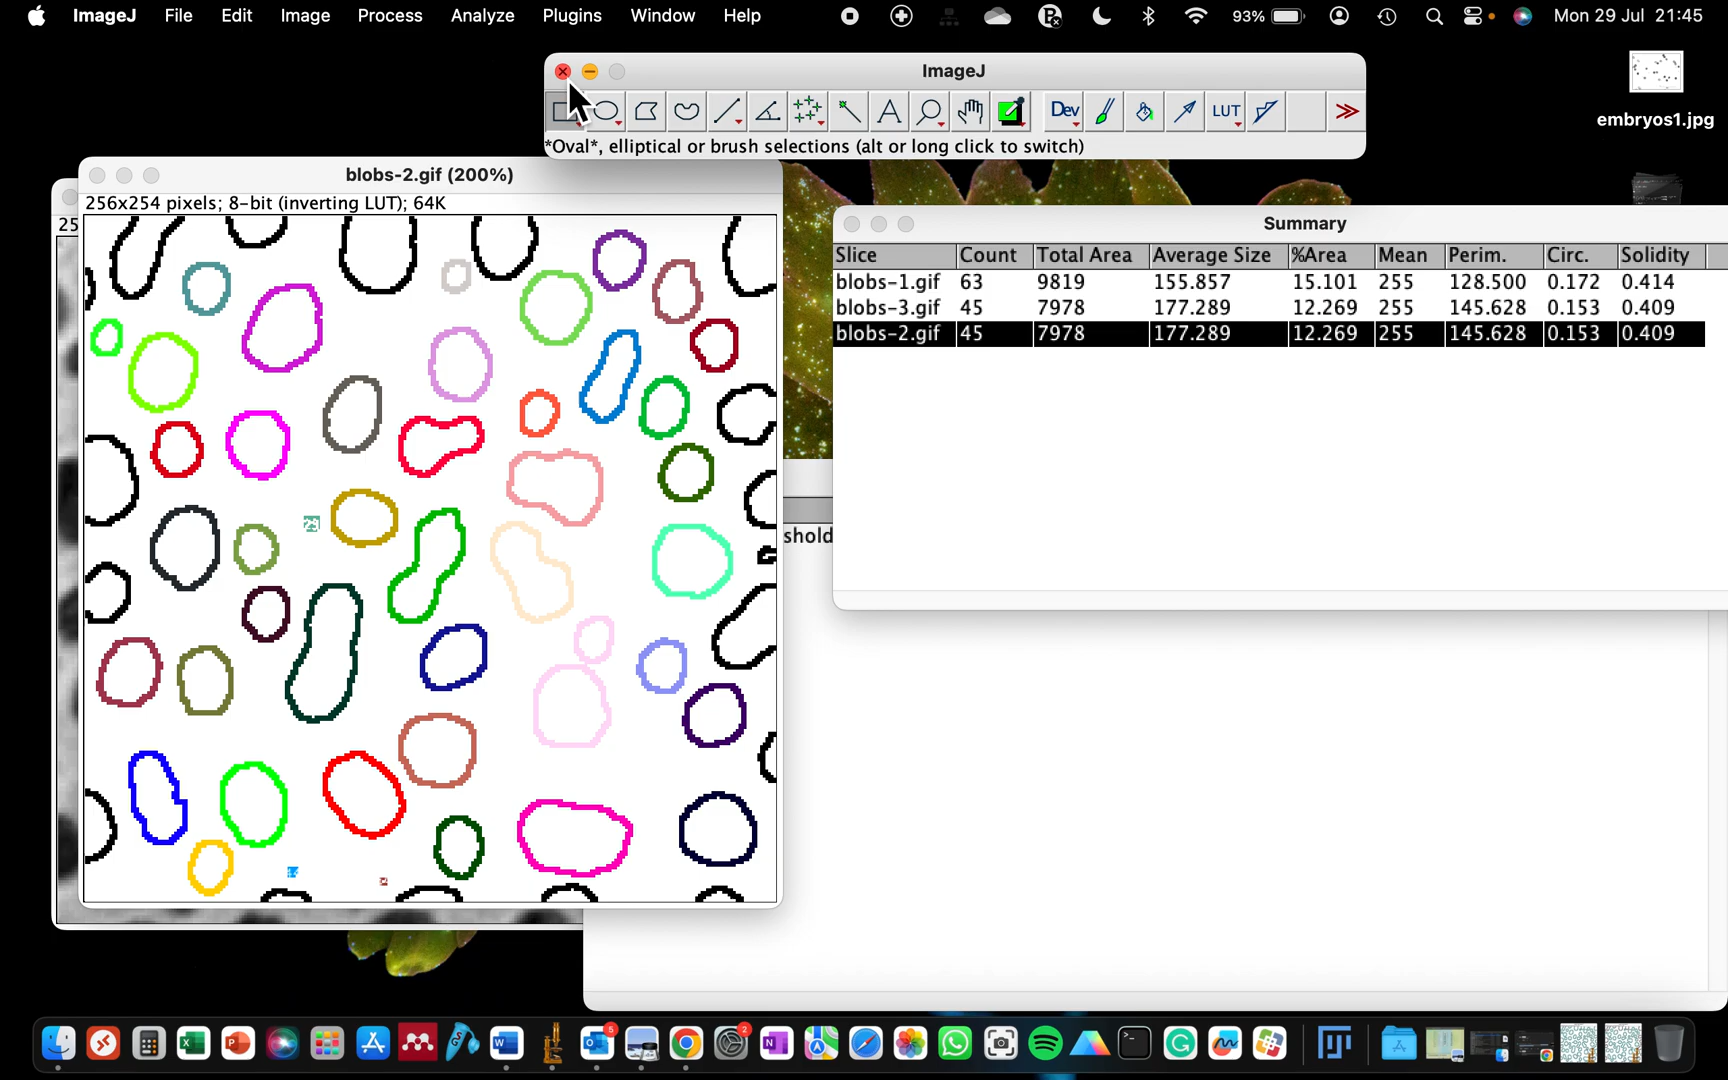 ImageJ File Edit Image Process Analyze Plugins Window Help 93% Mon 29 Jul 21:45
ImageJ
Dev LUT
*Oval*, elliptical or brush selections (alt or long click to switch)
embryos1.jpg
blobs-2.gif (200%)
256x254 pixels; 8-bit (inverting LUT); 64K
25
Summary
Slice Count Total Area Average Size %Area Mean Perim. Circ. Solidity
blobs-1.gif 63 9819 155.857 15.101 255 128.500 0.172 0.414
blobs-3.gif 45 7978 177.289 12.269 255 145.628 0.153 0.409
blobs-2.gif 45 7978 177.289 12.269 255 145.628 0.153 0.409
shold
5 2